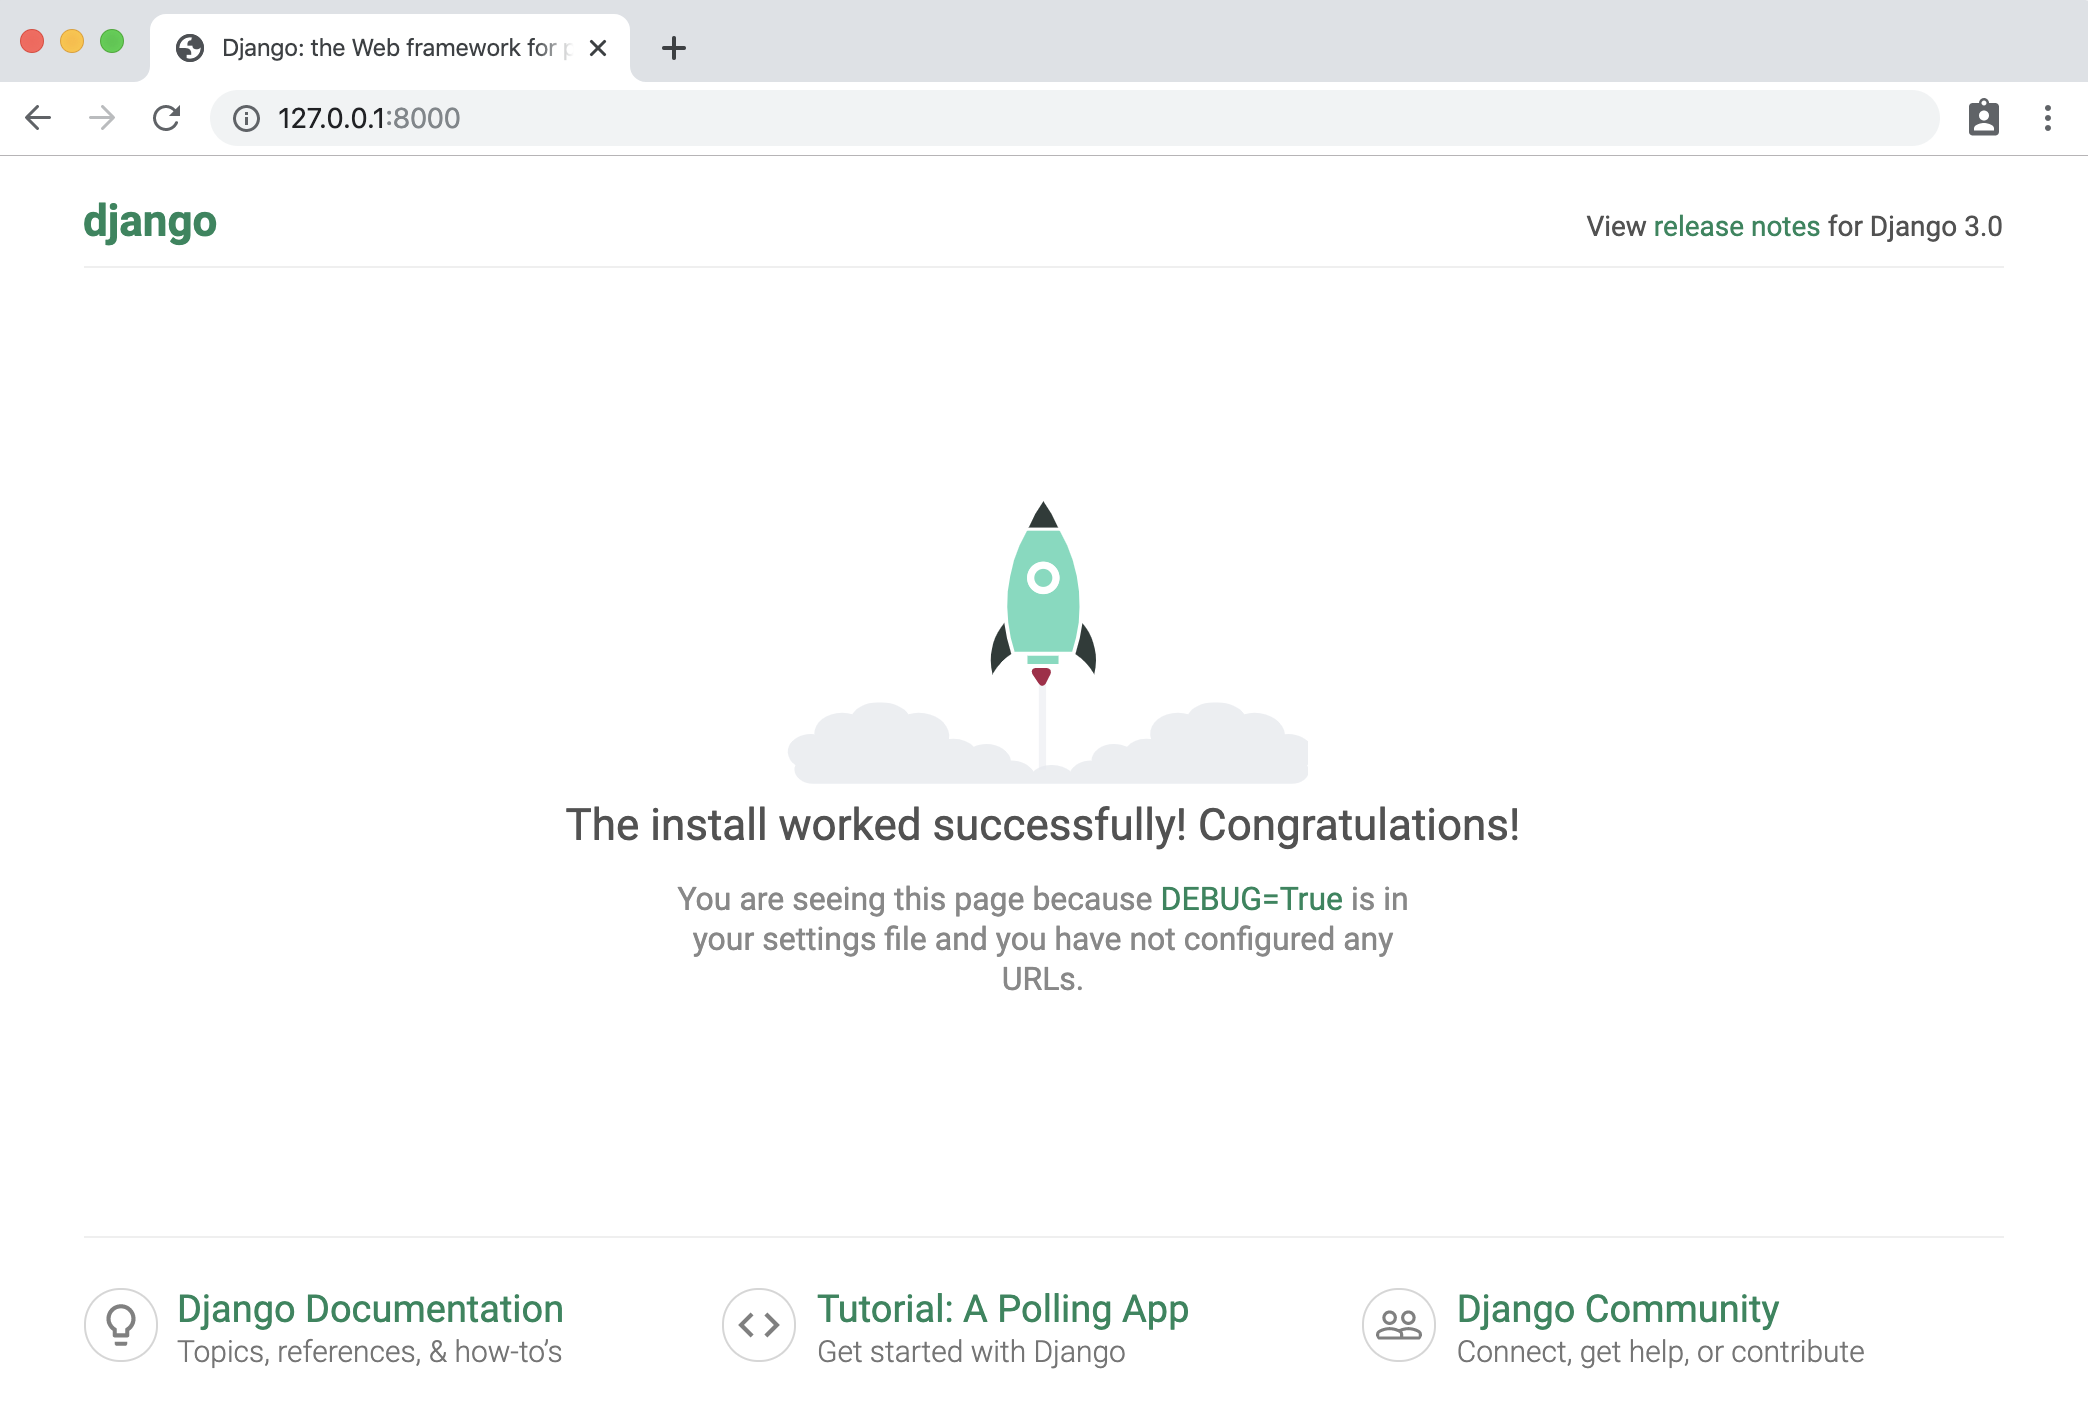 Django: the Web framework for
127.0.0.1:8000
django
View release notes for Django 3.0
The install worked successfully! Congratulations!
You are seeing this page because DEBUG=True is in
your settings file and you have not configured any
URLs.
Django Documentation
Topics, references, & how-to’s
Tutorial: A Polling App
Get started with Django
Django Community
Connect, get help, or contribute